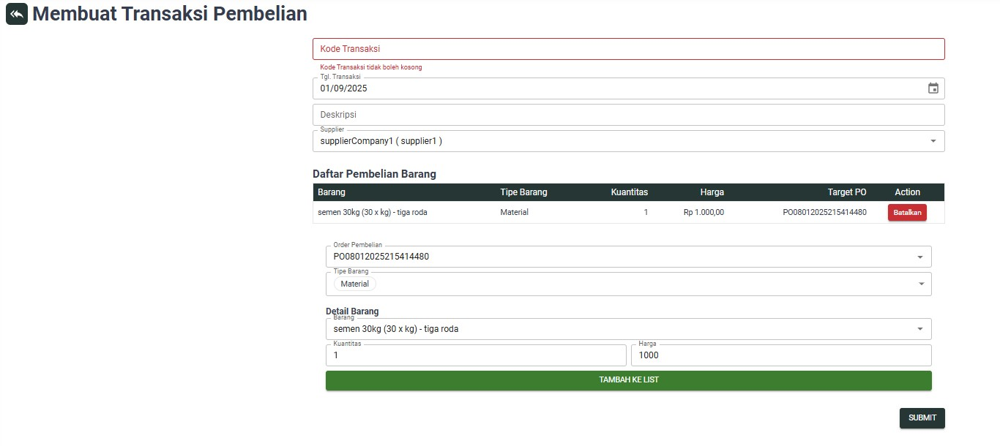 Membuat Transaksi Pembelian
Kode Transaksi
Kode Transaksi tidak boleh kosong
Tgl. Transaksi
01/09/2025
Deskripsi
Supplier
supplierCompany1 ( supplier1 )
Daftar Pembelian Barang
Barang Tipe Barang Kuantitas Harga Target PO Action
semen 30kg (30 x kg) - tiga roda Material 1 Rp 1.000,00 PO08012025215414480 Batalkan
Order Pembelian
PO08012025215414480
Tipe Barang
Material
Detail Barang
Barang
semen 30kg (30 x kg) - tiga roda
Kuantitas Harga
1 1000
TAMBAH KE LIST
SUBMIT